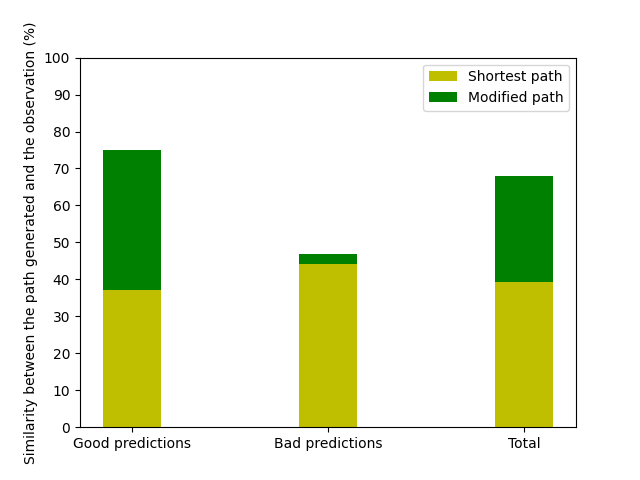 Similarity between the path generated and the observation (%)
100
90
80
70
60
50
40
30
20
10
0
Shortest path
Modified path
Good predictions
Bad predictions
Total